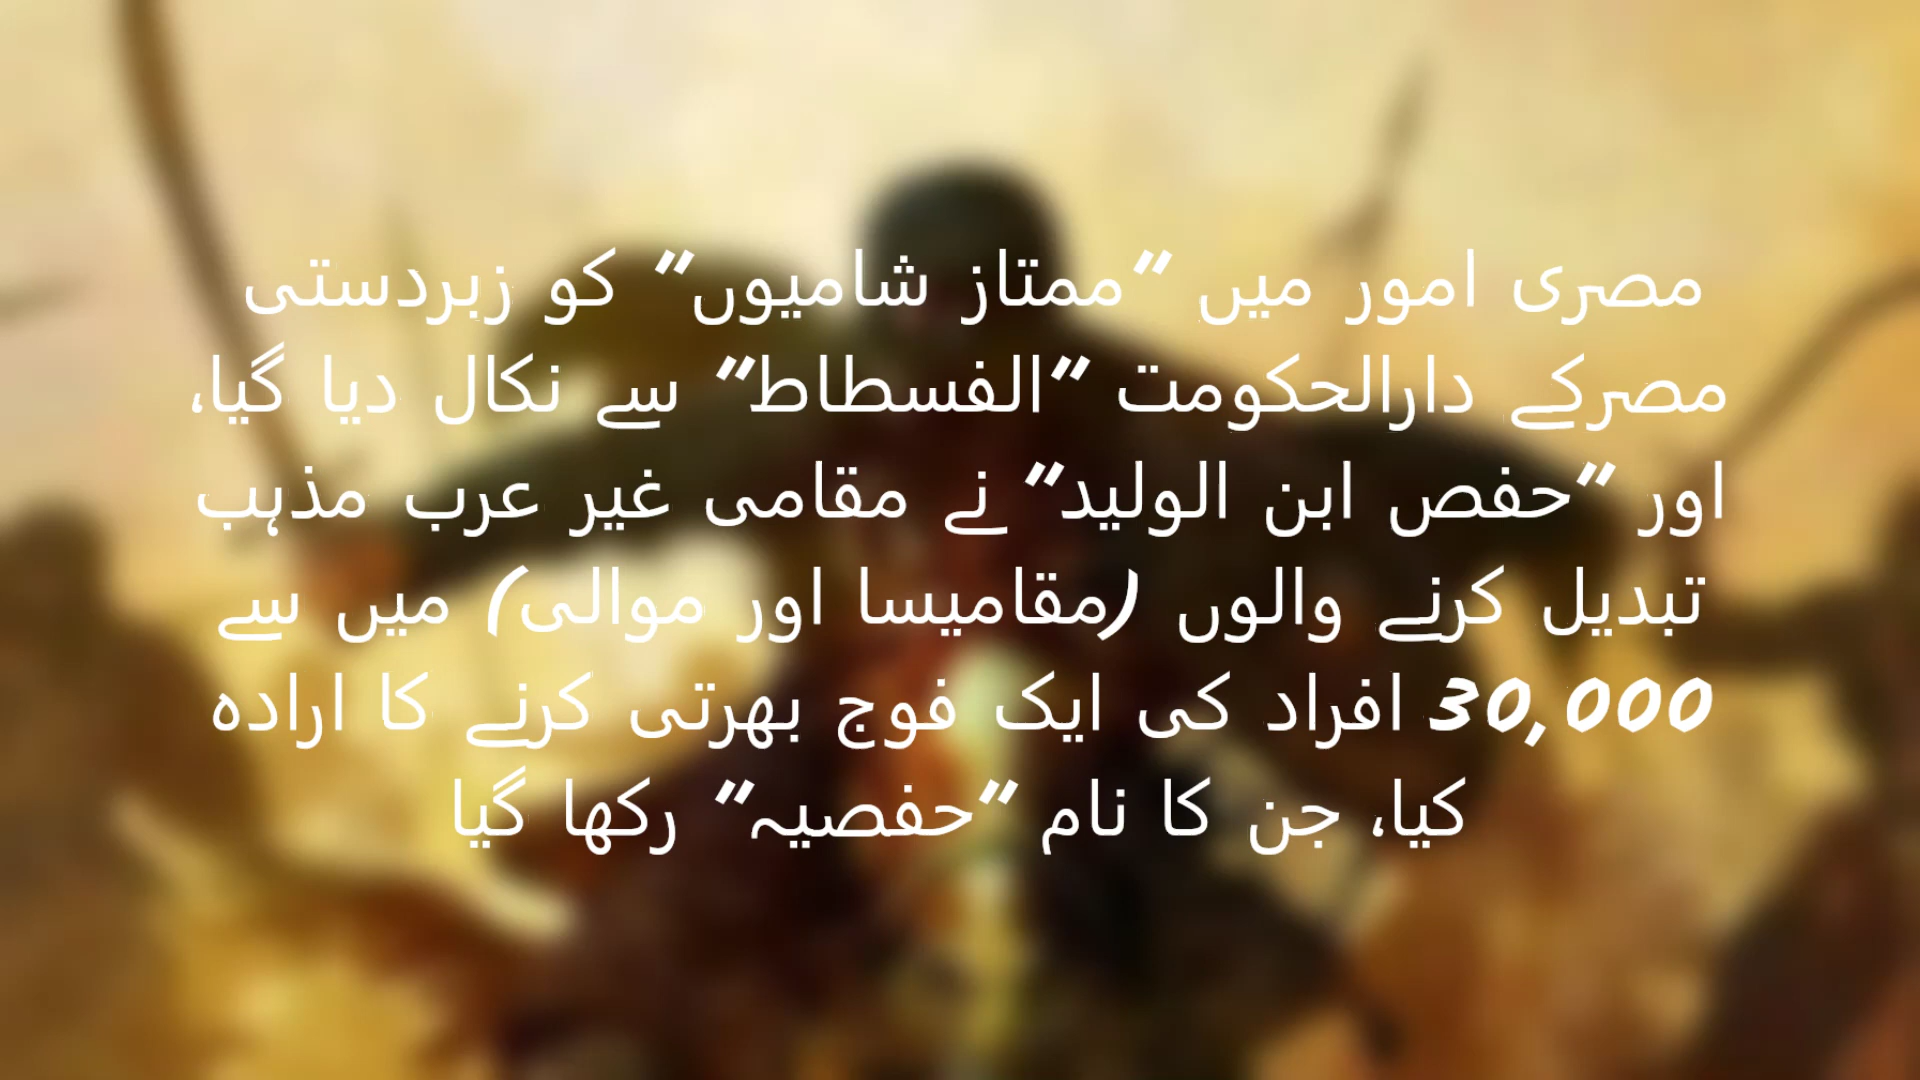 مصری امور میں "ممتاز شامیوں" کو زبردستی
مصرکے دارالحکومت "الفسطاط" سے نکال دیا گیا،
اور "حفص ابن الولید" نے مقامی غیر عرب مذہب
تبدیل کرنے والوں (مقامیسا اور موالی) میں سے
30,000 افراد کی ایک فوج بھرتی کرنے کا ارادہ
کیا، جن کا نام "حفصیہ" رکھا گیا